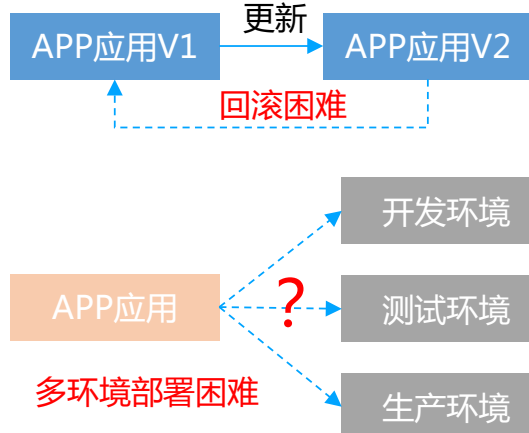 更新
APP应用V1
APP应用V2
回滚困难
开发环境
APP应用
?
测试环境
多环境部署困难
生产环境